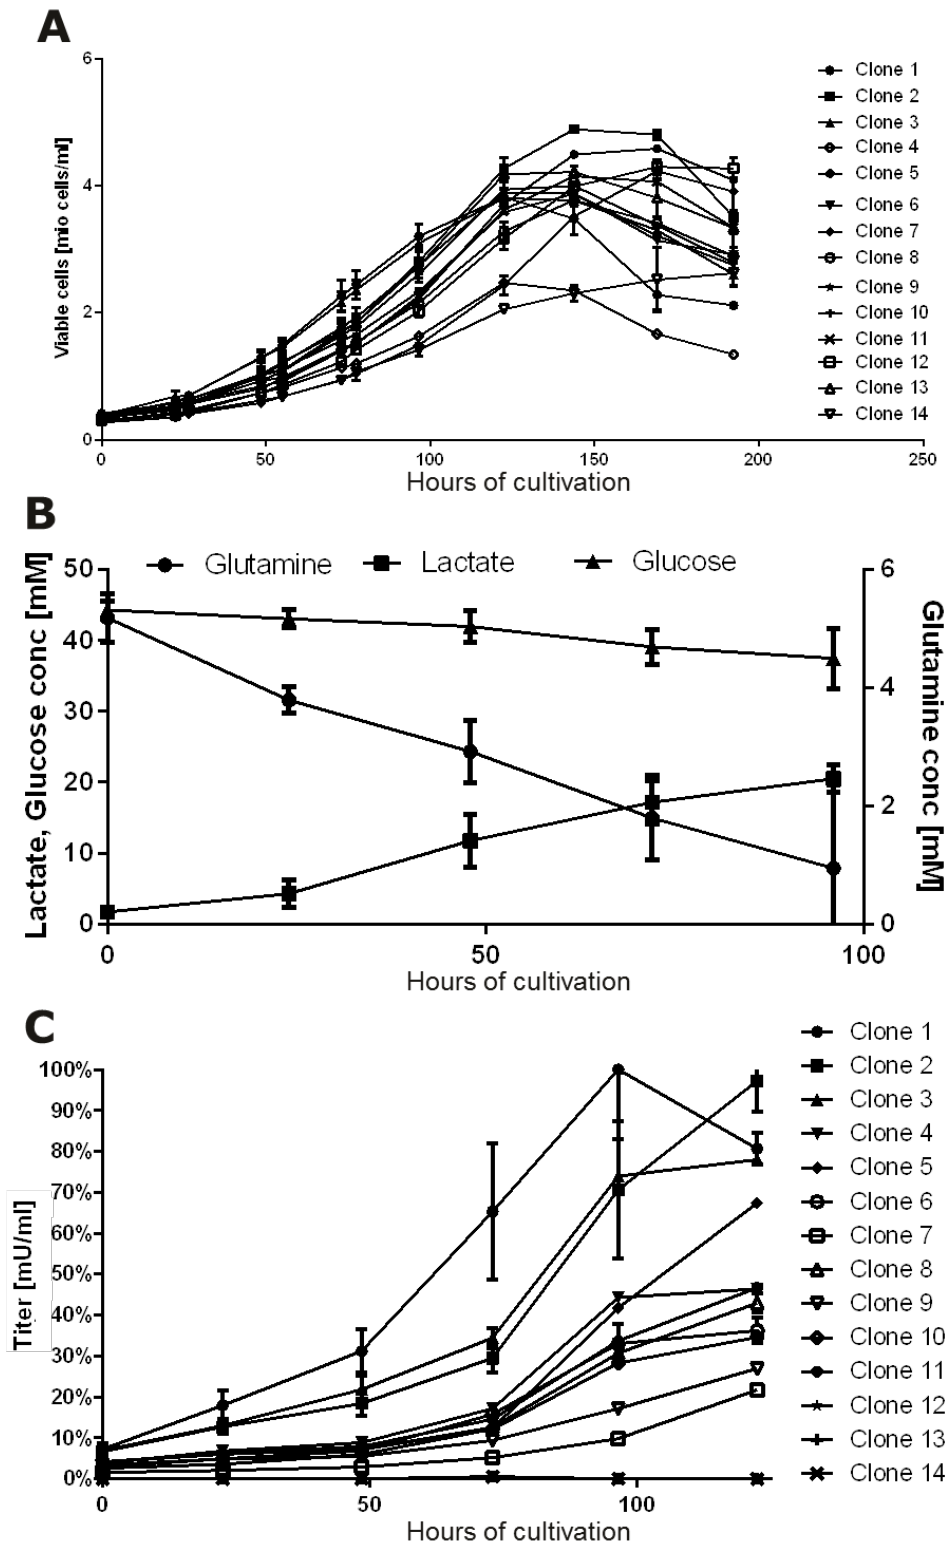 A
Viable cells [mio cells/ml]
6
4
2
0
0 50 100 150 200 250
Hours of cultivation
Clone 1
Clone 2
Clone 3
Clone 4
Clone 5
Clone 6
Clone 7
Clone 8
Clone 9
Clone 10
Clone 11
Clone 12
Clone 13
Clone 14
B
Glutamine Lactate Glucose
Lactate, Glucose conc [mM]
50
40
30
20
10
0
6
4
2
0
Glutamine conc [mM]
0 50 100
Hours of cultivation
C
Titer [mU/ml]
100%
90%
80%
70%
60%
50%
40%
30%
20%
10%
0%
0 50 100
Hours of cultivation
Clone 1
Clone 2
Clone 3
Clone 4
Clone 5
Clone 6
Clone 7
Clone 8
Clone 9
Clone 10
Clone 11
Clone 12
Clone 13
Clone 14